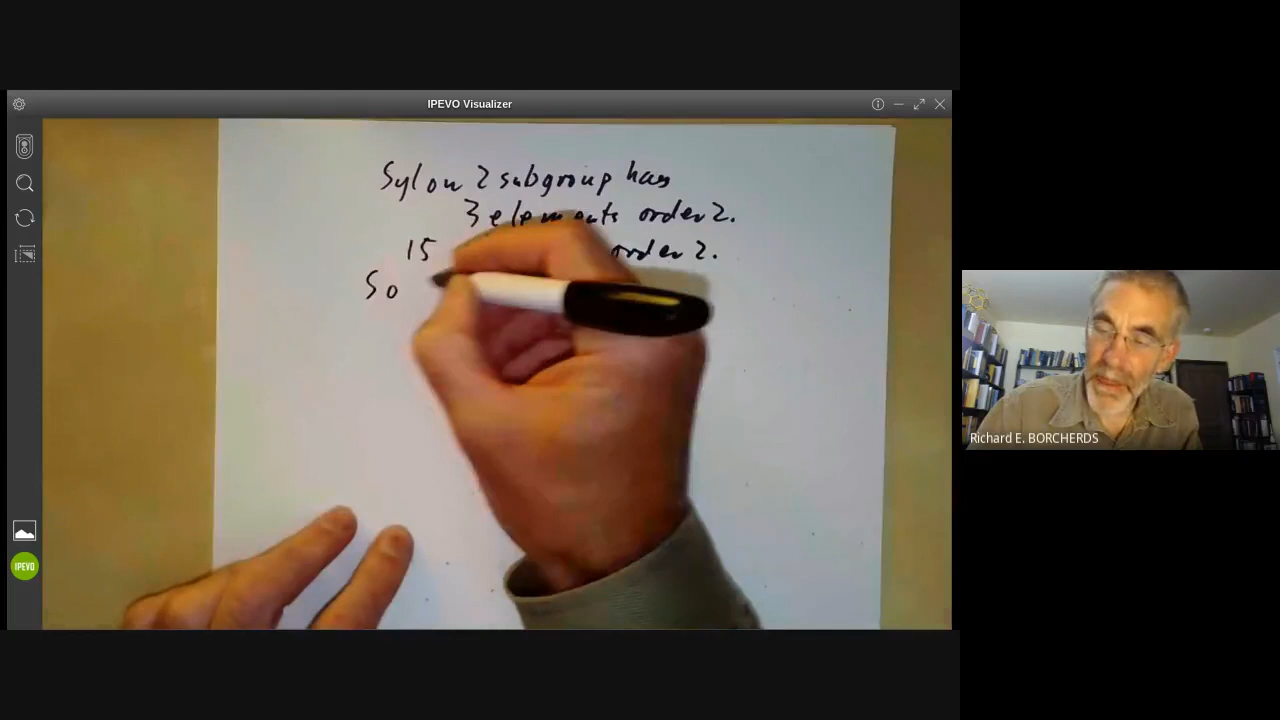 IPEVO Visualizer
Sylow 2 subgroup has
3 elements order 2.
15 order 2.
So
IPEVO
Richard E. BORCHERDS